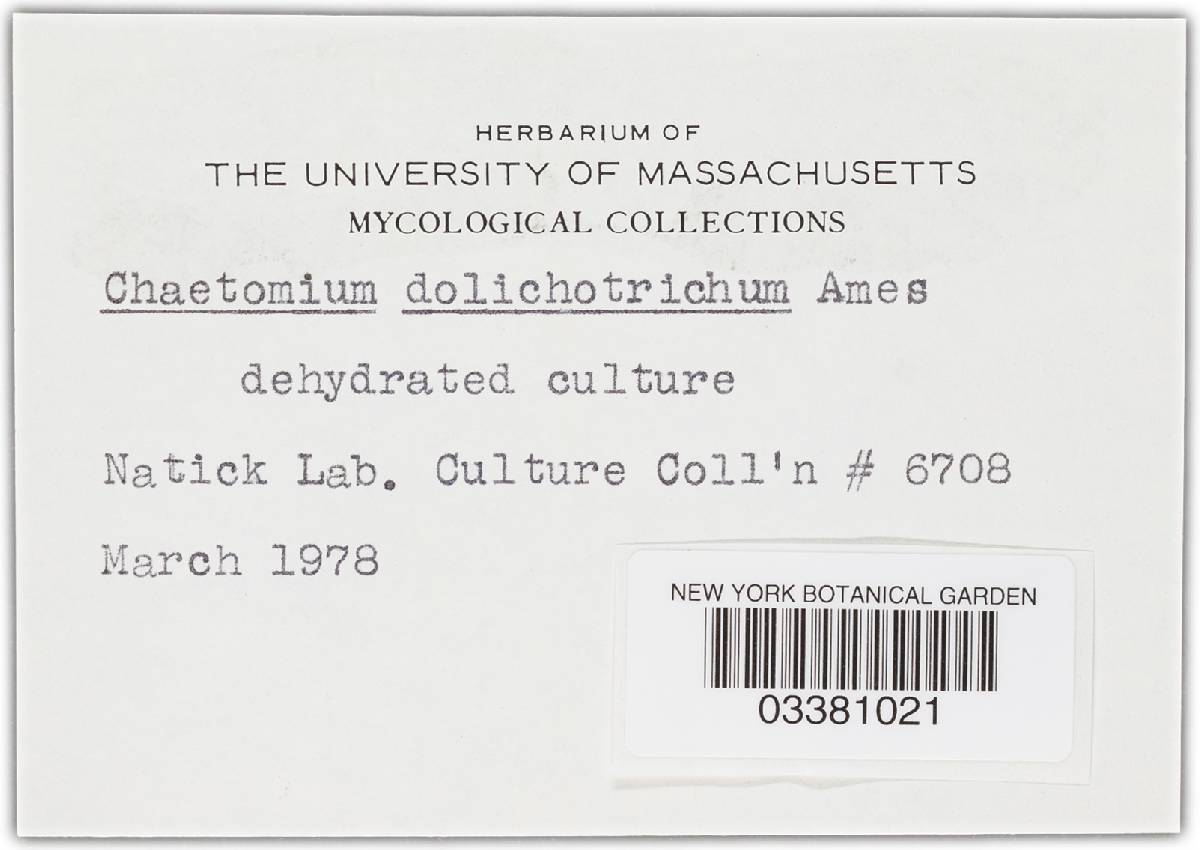 HERBARIUM OF
THE UNIVERSITY OF MASSACHUSETTS
MYCOLOGICAL COLLECTIONS
Chaetomium dolichotrichum Ames
dehydrated culture
Natick Lab. Culture Coll'n # 6708
March 1978
NEW YORK BOTANICAL GARDEN
03381021